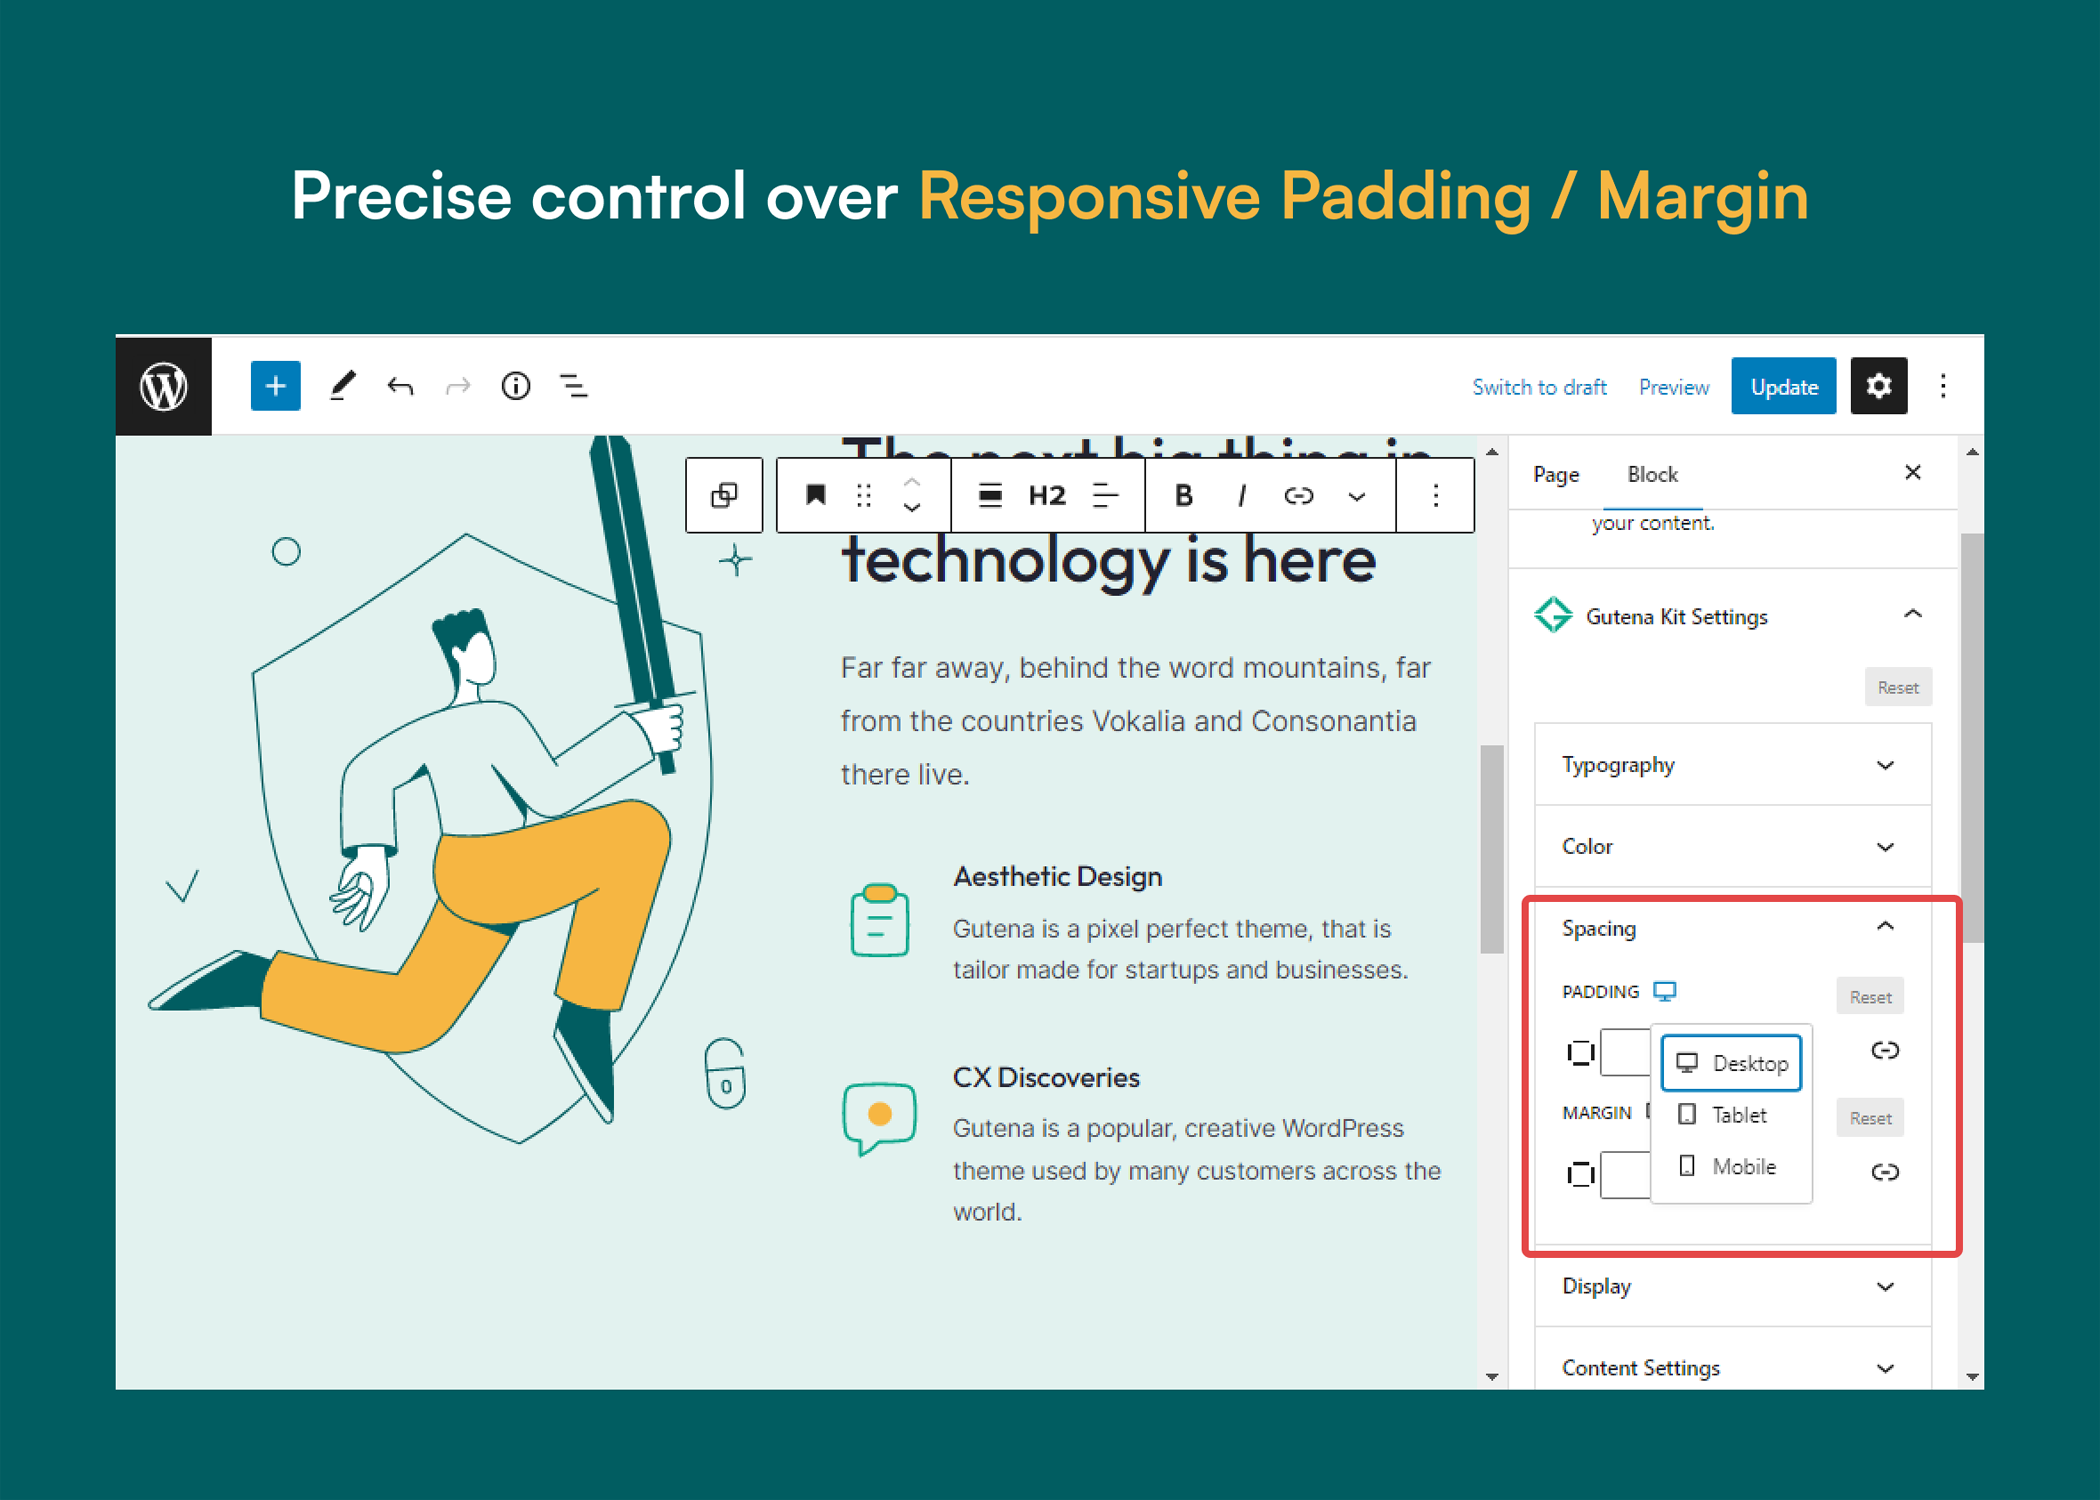 Precise control over Responsive Padding / Margin
Switch to draft
Preview
Update
The next big thing in
H2
B
I
technology is here
Far far away, behind the word mountains, far
from the countries Vokalia and Consonantia
there live.
Aesthetic Design
Gutena is a pixel perfect theme, that is
tailor made for startups and businesses.
CX Discoveries
Gutena is a popular, creative WordPress
theme used by many customers across the
world.
Page
Block
your content.
Gutena Kit Settings
Reset
Typography
Color
Spacing
PADDING
Reset
Desktop
MARGIN
Tablet
Reset
Mobile
Display
Content Settings